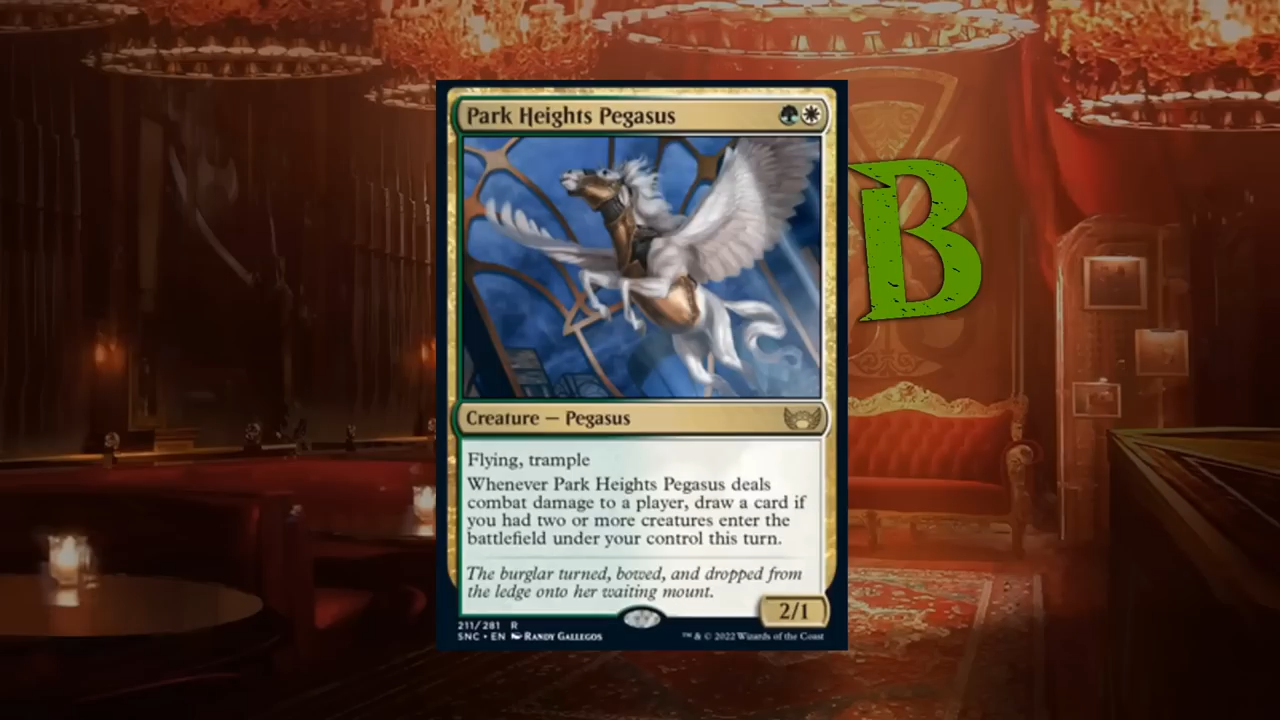 Park Heights Pegasus
B
Creature — Pegasus
Flying, trample
Whenever Park Heights Pegasus deals
combat damage to a player, draw a card if
you had two or more creatures enter the
battlefield under your control this turn.
The burglar turned, bowed, and dropped from
the ledge onto her waiting mount.
2/1
211/281 R
SNC • EN Randy Gallegos
™ & © 2022 Wizards of the Coast